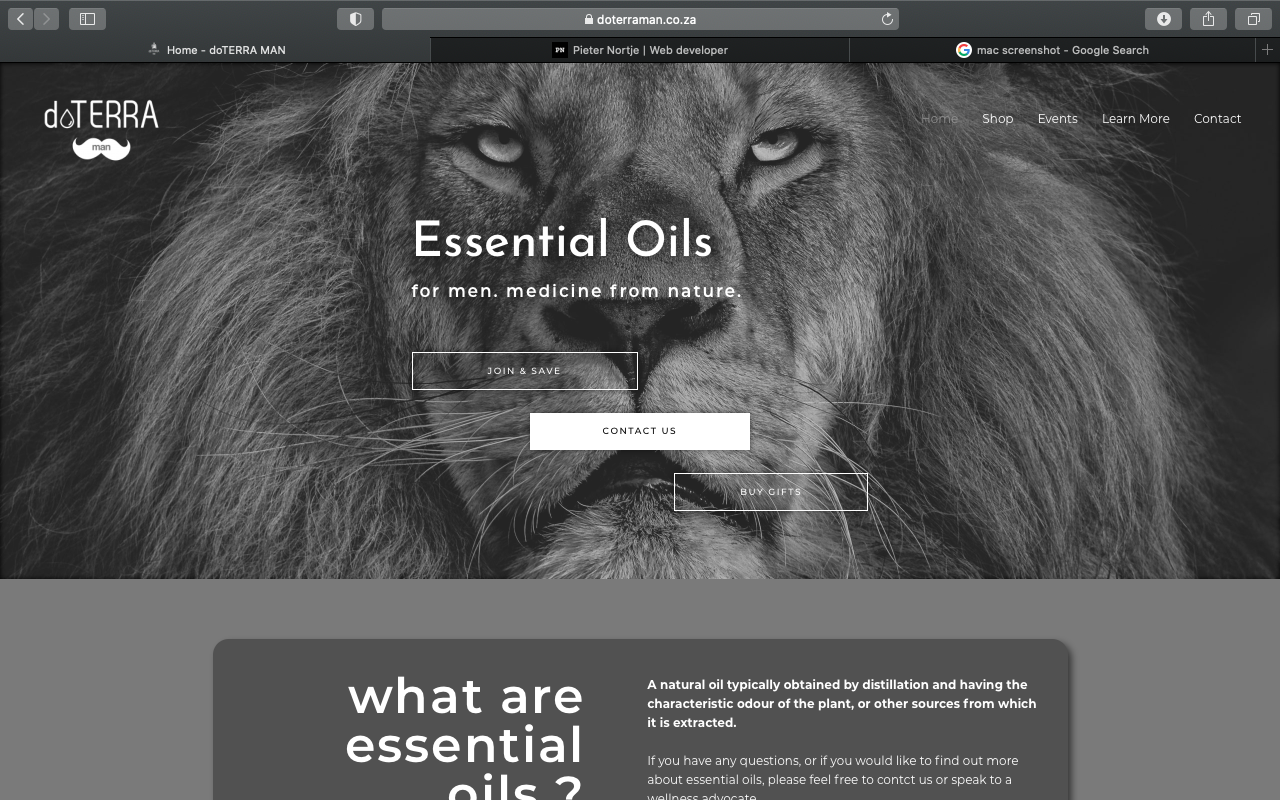 doterraman.co.za
Home – doTERRA MAN
PN Pieter Nortje | Web developer
mac screenshot - Google Search
doTERRA
man
Home Shop Events Learn More Contact
Essential Oils
for men. medicine from nature.
JOIN & SAVE
CONTACT US
BUY GIFTS
what are
essential
oils ?
A natural oil typically obtained by distillation and having the
characteristic odour of the plant, or other sources from which
it is extracted.
If you have any questions, or if you would like to find out more
about essential oils, please feel free to contct us or speak to a
wellness advocate